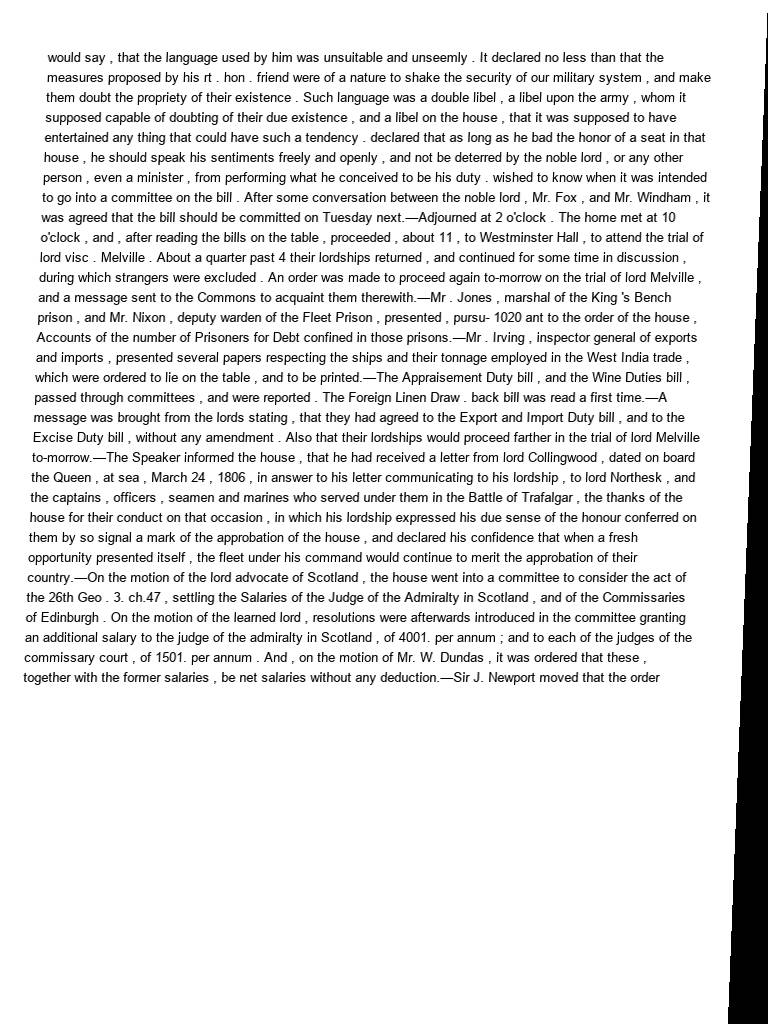 would say , that the language used by him was unsuitable and unseemly . It declared no less than that the
measures proposed by his rt . hon . friend were of a nature to shake the security of our military system , and make
them doubt the propriety of their existence . Such language was a double libel , a libel upon the army , whom it
supposed capable of doubting of their due existence , and a libel on the house , that it was supposed to have
entertained any thing that could have such a tendency . declared that as long as he bad the honor of a seat in that
house , he should speak his sentiments freely and openly , and not be deterred by the noble lord , or any other
person , even a minister , from performing what he conceived to be his duty . wished to know when it was intended
to go into a committee on the bill . After some conversation between the noble lord , Mr. Fox , and Mr. Windham , it
was agreed that the bill should be committed on Tuesday next.—Adjourned at 2 o'clock . The home met at 10
o'clock , and , after reading the bills on the table , proceeded , about 11 , to Westminster Hall , to attend the trial of
lord visc . Melville . About a quarter past 4 their lordships returned , and continued for some time in discussion ,
during which strangers were excluded . An order was made to proceed again to-morrow on the trial of lord Melville ,
and a message sent to the Commons to acquaint them therewith.—Mr . Jones , marshal of the King 's Bench
prison , and Mr. Nixon , deputy warden of the Fleet Prison , presented , pursu- 1020 ant to the order of the house ,
Accounts of the number of Prisoners for Debt confined in those prisons.—Mr . Irving , inspector general of exports
and imports , presented several papers respecting the ships and their tonnage employed in the West India trade ,
which were ordered to lie on the table , and to be printed.—The Appraisement Duty bill , and the Wine Duties bill ,
passed through committees , and were reported . The Foreign Linen Draw . back bill was read a first time.—A
message was brought from the lords stating , that they had agreed to the Export and Import Duty bill , and to the
Excise Duty bill , without any amendment . Also that their lordships would proceed farther in the trial of lord Melville
to-morrow.—The Speaker informed the house , that he had received a letter from lord Collingwood , dated on board
the Queen , at sea , March 24 , 1806 , in answer to his letter communicating to his lordship , to lord Northesk , and
the captains , officers , seamen and marines who served under them in the Battle of Trafalgar , the thanks of the
house for their conduct on that occasion , in which his lordship expressed his due sense of the honour conferred on
them by so signal a mark of the approbation of the house , and declared his confidence that when a fresh
opportunity presented itself , the fleet under his command would continue to merit the approbation of their
country.—On the motion of the lord advocate of Scotland , the house went into a committee to consider the act of
the 26th Geo . 3. ch.47 , settling the Salaries of the Judge of the Admiralty in Scotland , and of the Commissaries
of Edinburgh . On the motion of the learned lord , resolutions were afterwards introduced in the committee granting
an additional salary to the judge of the admiralty in Scotland , of 4001. per annum ; and to each of the judges of the
commissary court , of 1501. per annum . And , on the motion of Mr. W. Dundas , it was ordered that these ,
together with the former salaries , be net salaries without any deduction.—Sir J. Newport moved that the order